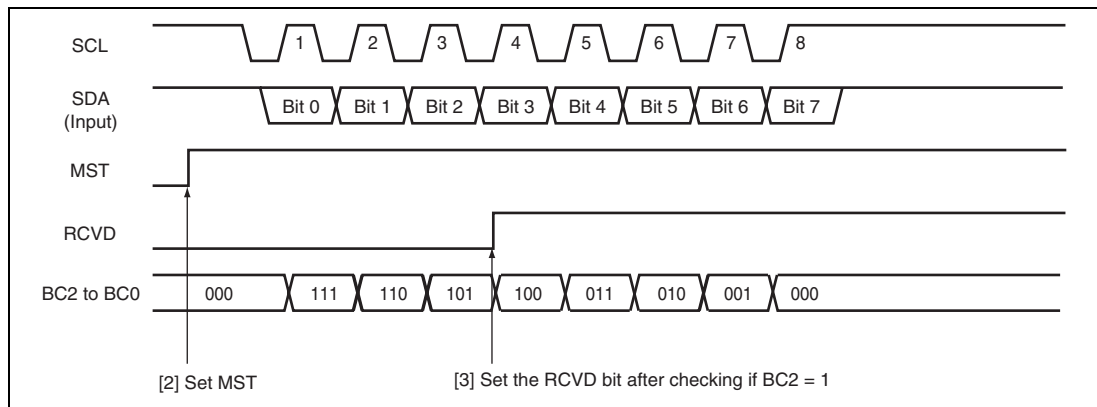 SCL 1 2 3 4 5 6 7 8
SDA
(Input)
Bit 0 Bit 1 Bit 2 Bit 3 Bit 4 Bit 5 Bit 6 Bit 7
MST
RCVD
BC2 to BC0 000 111 110 101 100 011 010 001 000
[2] Set MST [3] Set the RCVD bit after checking if BC2 = 1